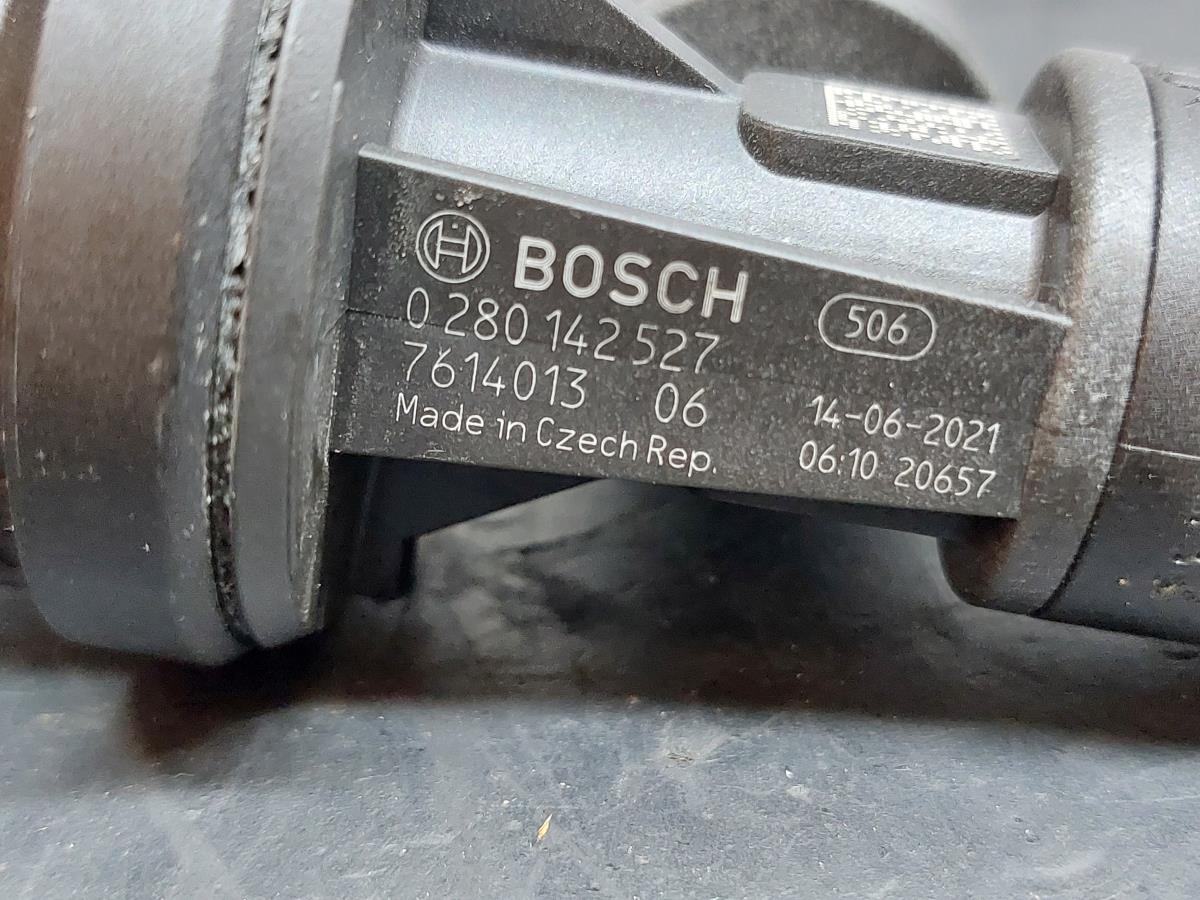 BOSCH
506
0 280 142 527
7614013 06
14-06-2021
Made in Czech Rep.
06:10 20657